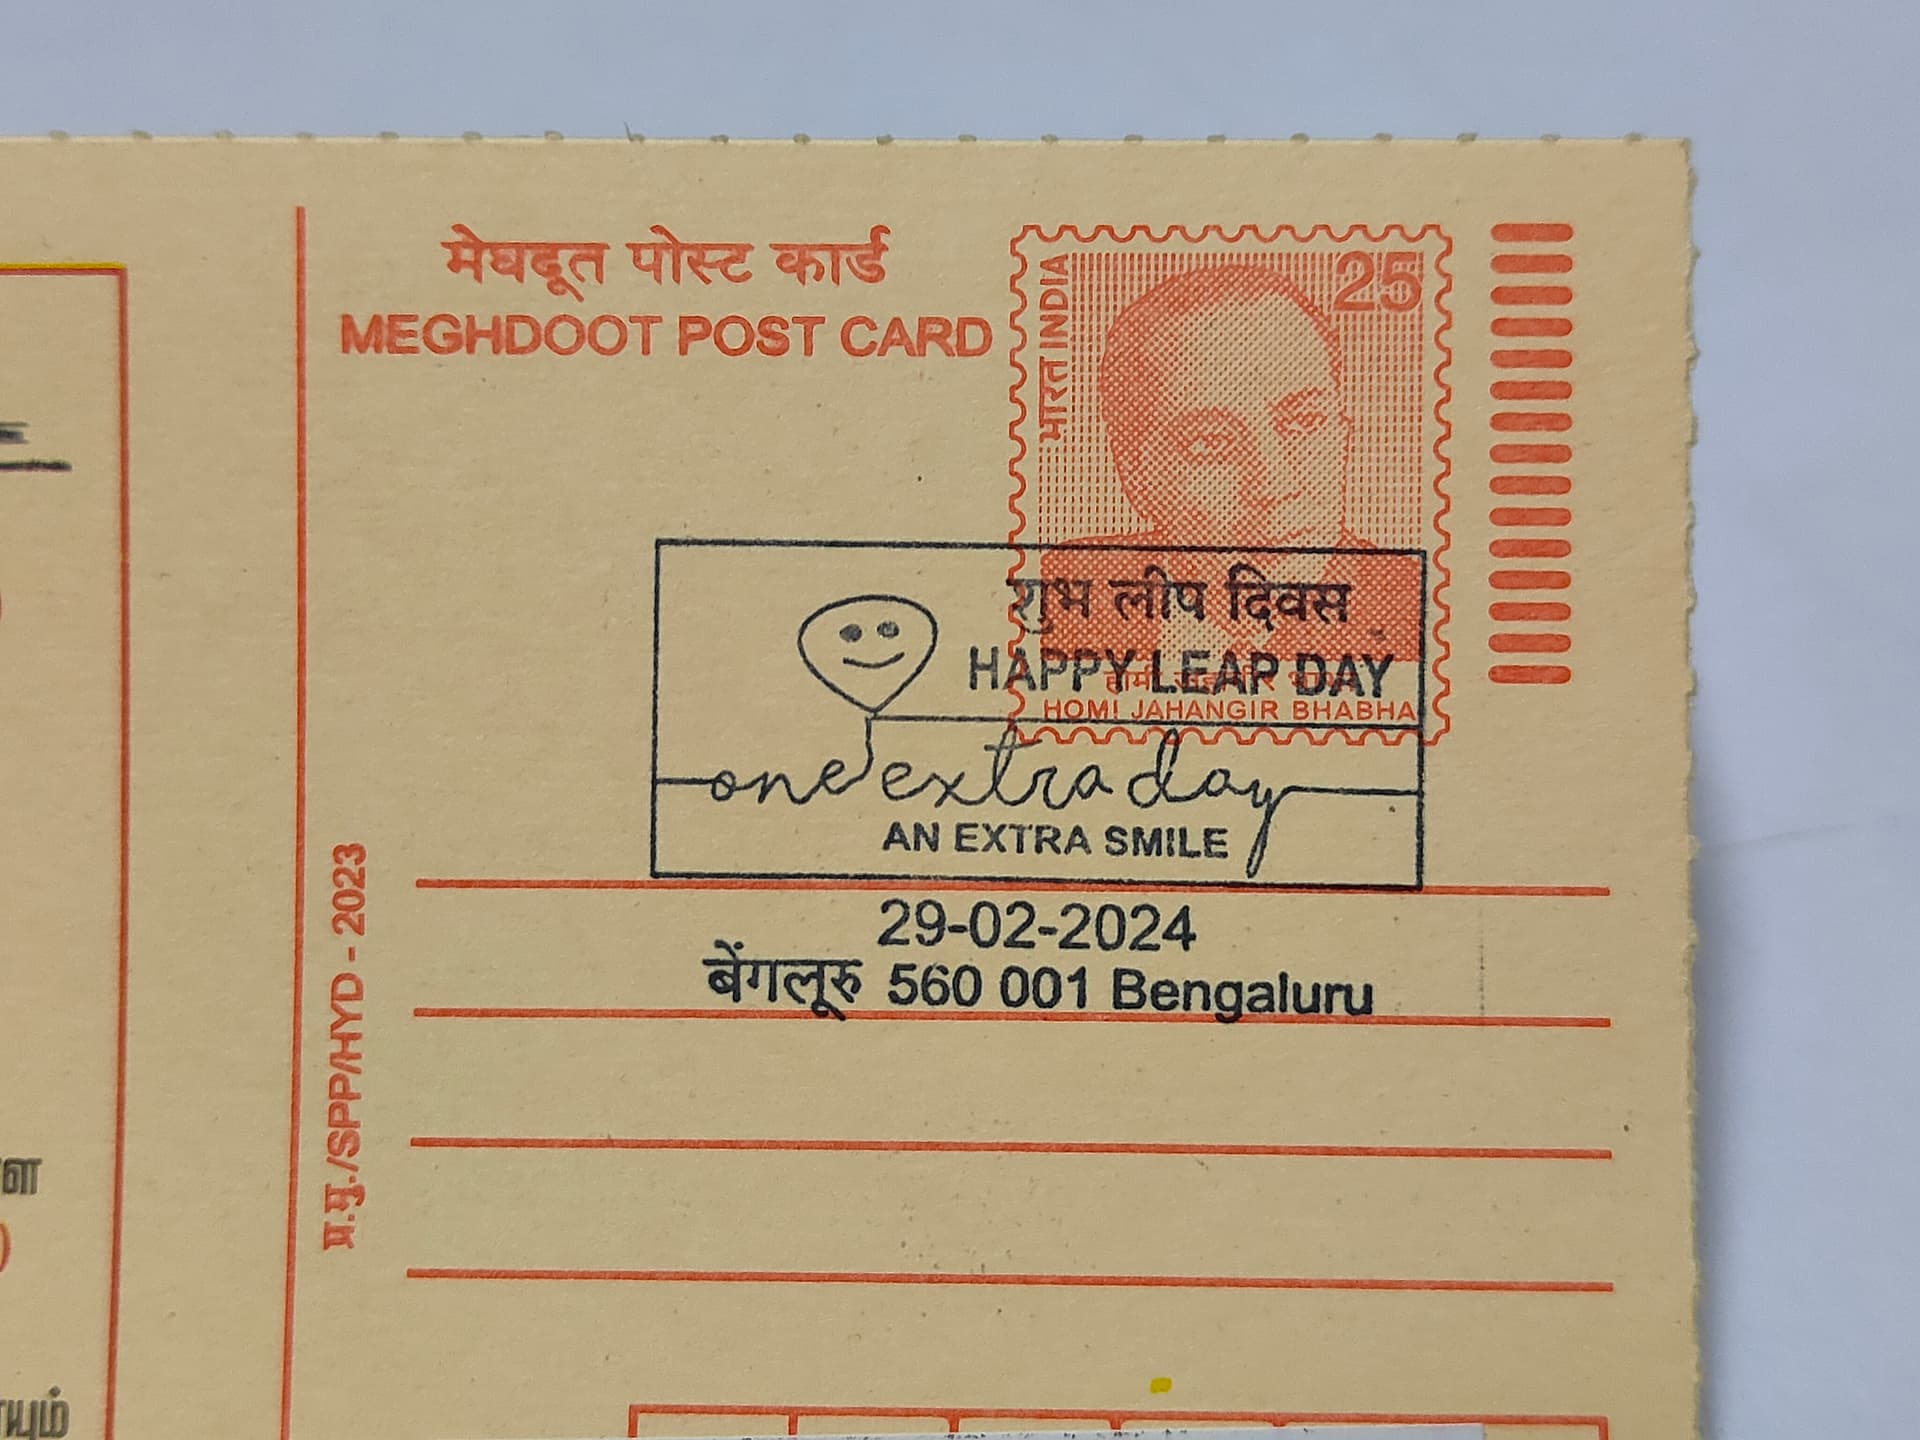 मेघदूत पोस्ट कार्ड
MEGHDOOT POST CARD
25
भारत INDIA
शुभ लीप दिवस
HAPPY LEAP DAY
होमी जहांगीर भाभा
HOMI JAHANGIR BHABHA
one extra day
AN EXTRA SMILE
29-02-2024
बेंगलूरु 560 001 Bengaluru
प्र.मु./SPP/HYD - 2023